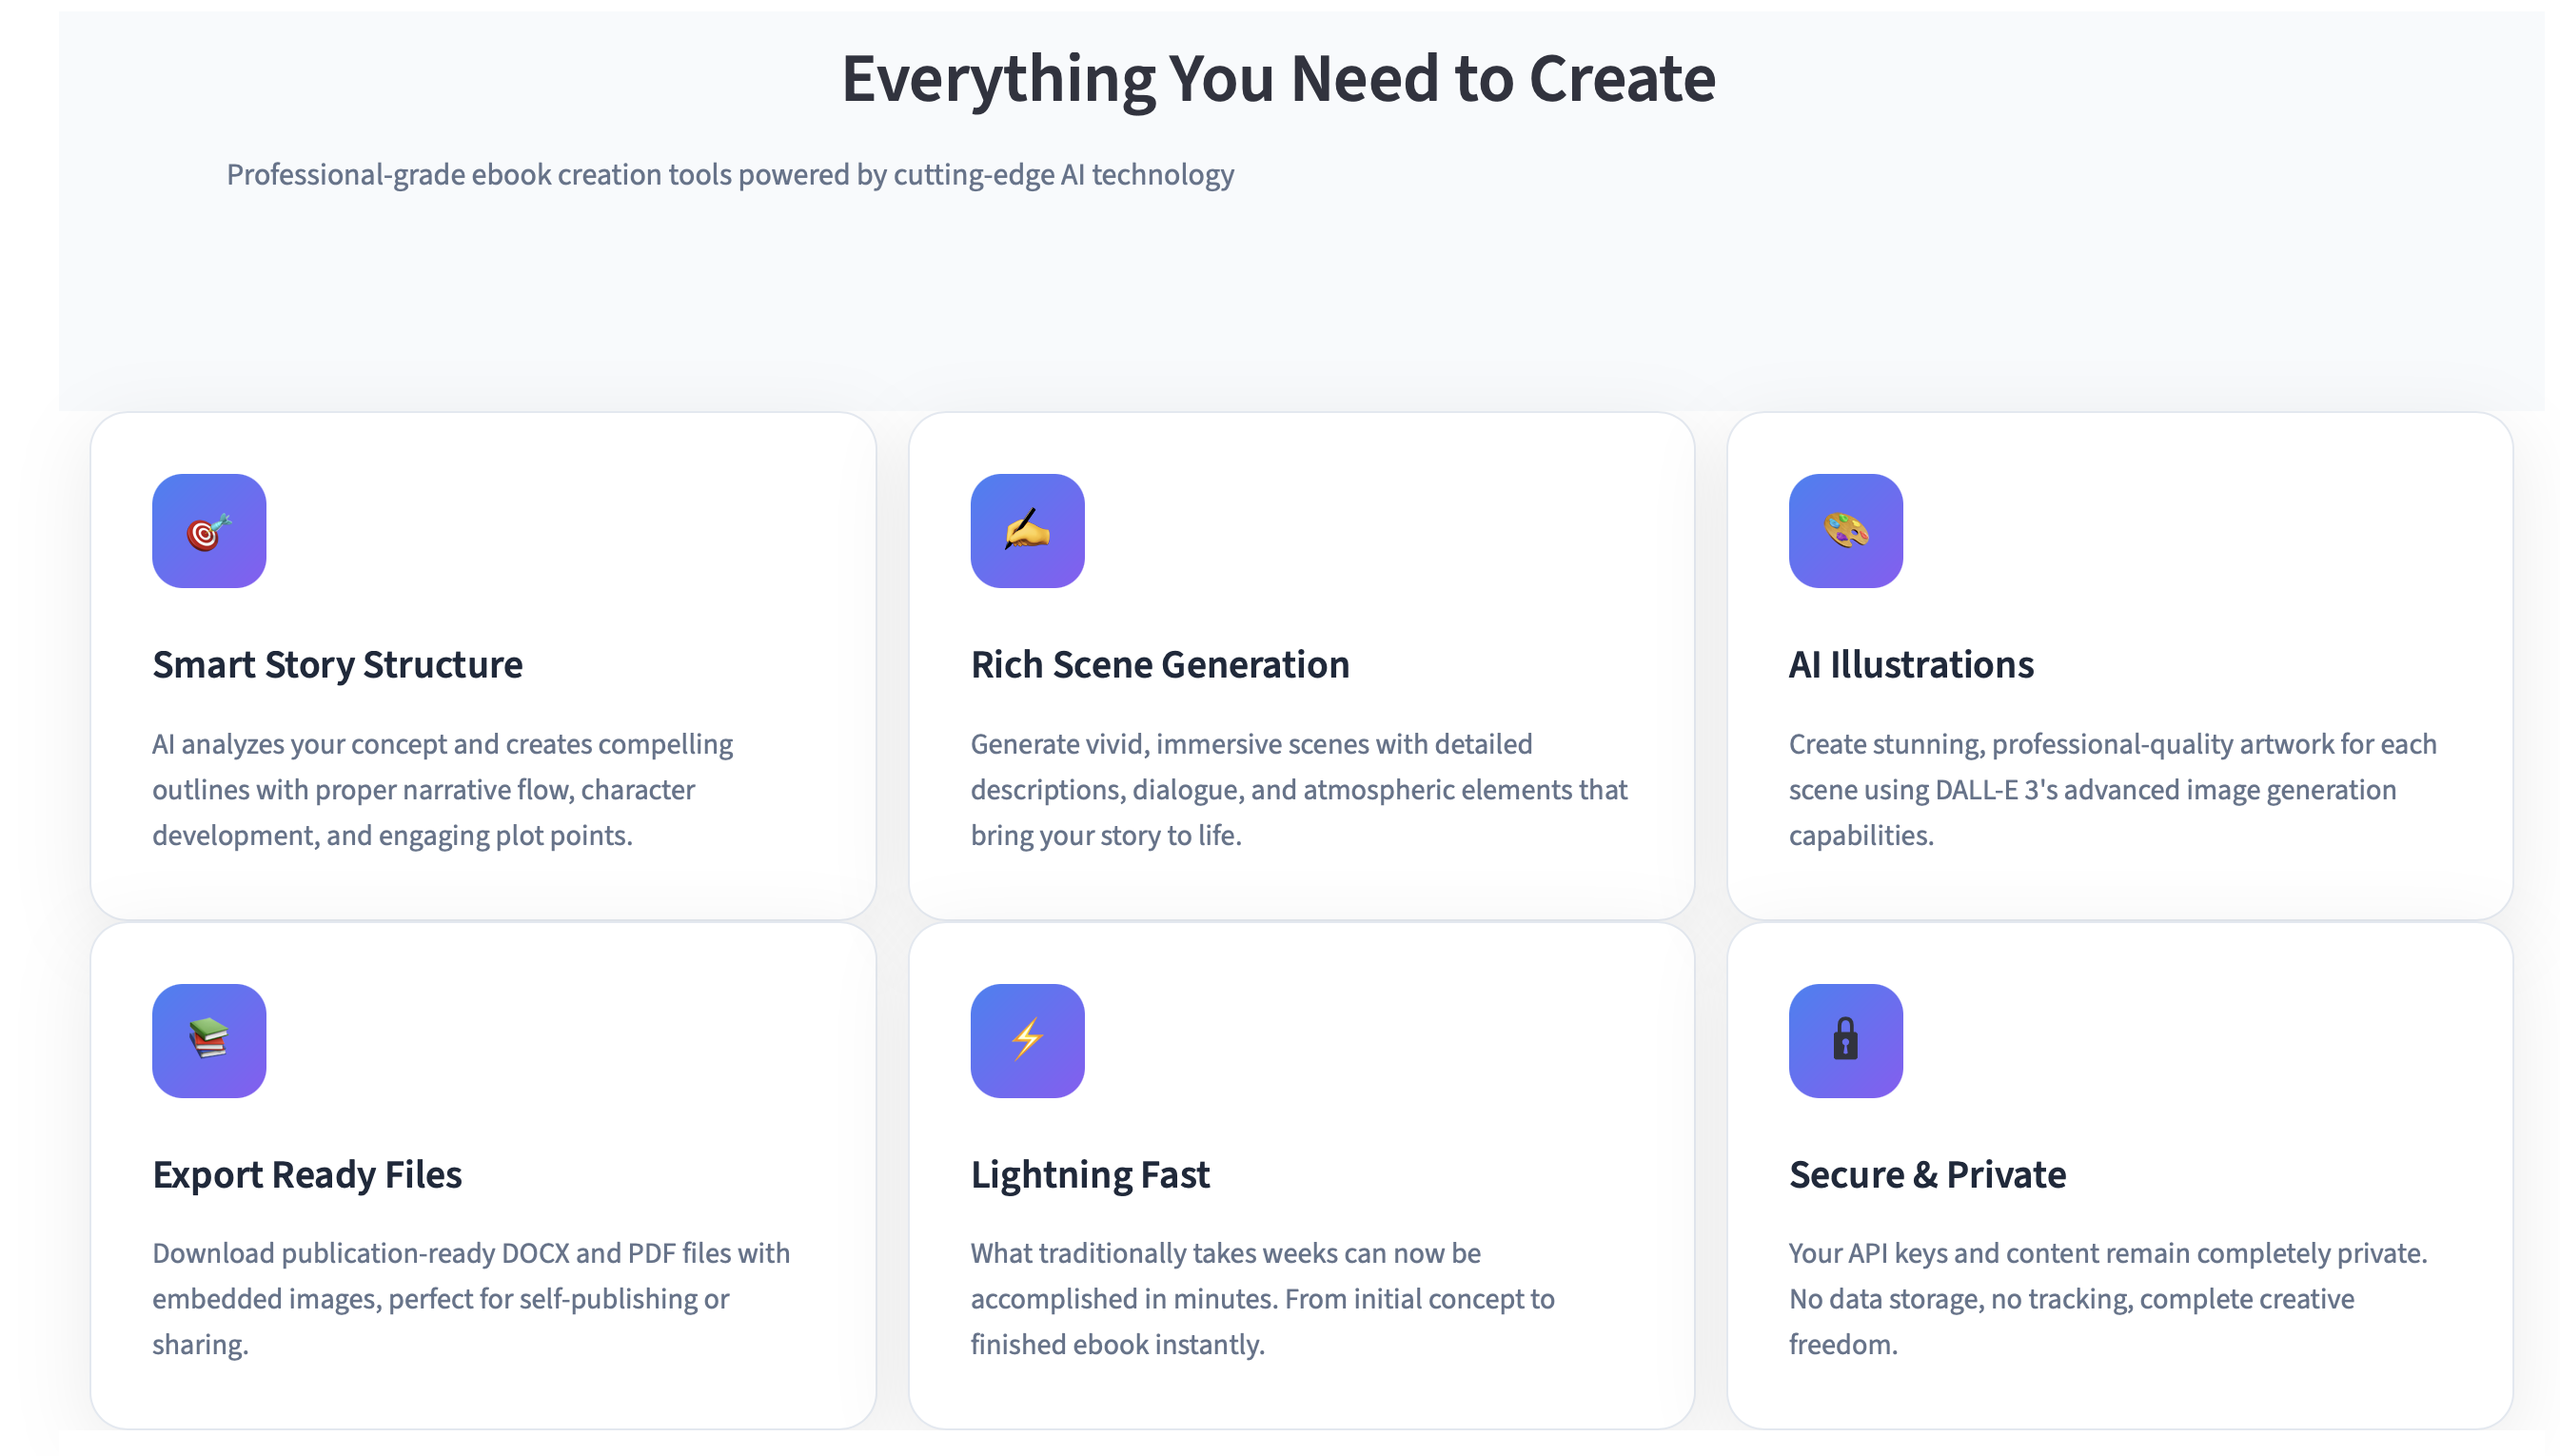 Everything You Need to Create
Professional-grade ebook creation tools powered by cutting-edge AI technology
Smart Story Structure
AI analyzes your concept and creates compelling
outlines with proper narrative flow, character
development, and engaging plot points.
Rich Scene Generation
Generate vivid, immersive scenes with detailed
descriptions, dialogue, and atmospheric elements that
bring your story to life.
AI Illustrations
Create stunning, professional-quality artwork for each
scene using DALL-E 3's advanced image generation
capabilities.
Export Ready Files
Download publication-ready DOCX and PDF files with
embedded images, perfect for self-publishing or
sharing.
Lightning Fast
What traditionally takes weeks can now be
accomplished in minutes. From initial concept to
finished ebook instantly.
Secure & Private
Your API keys and content remain completely private.
No data storage, no tracking, complete creative
freedom.